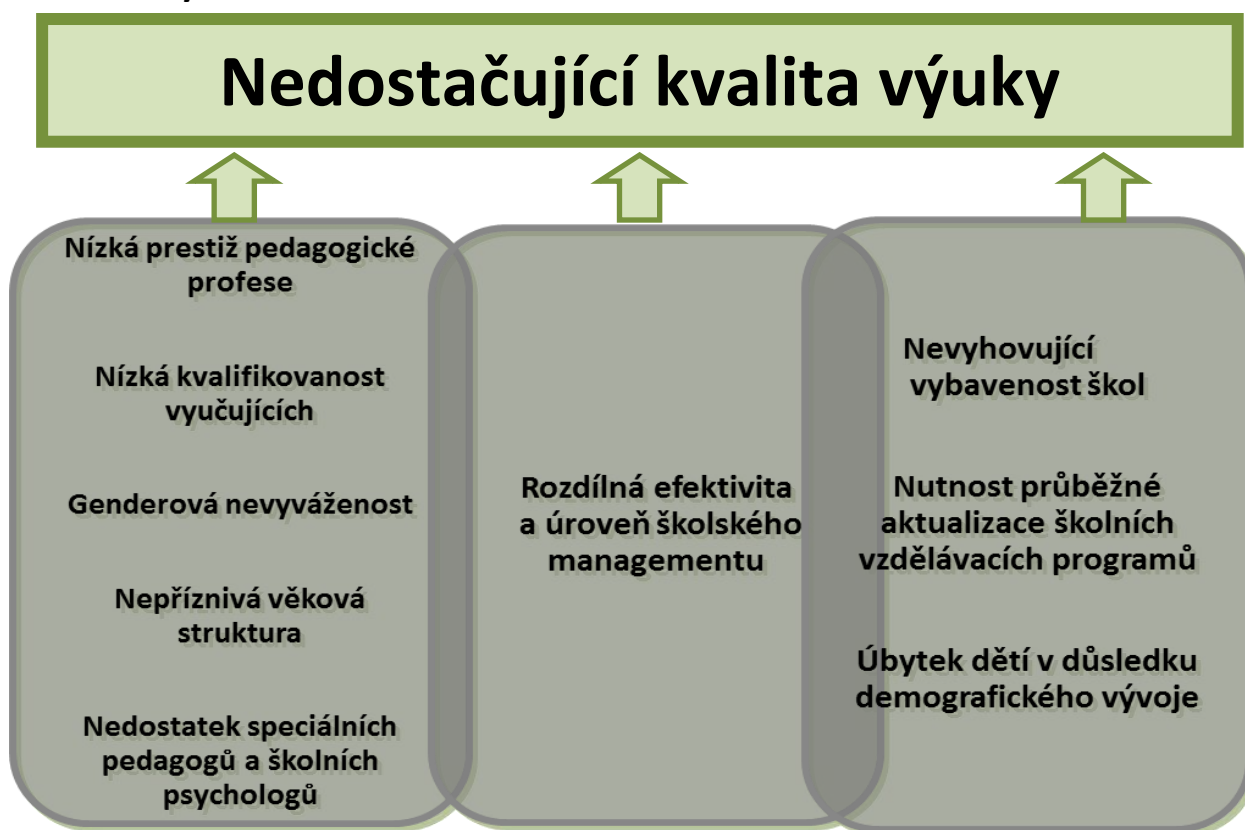 Nedostačující kvalita výuky
Nízká prestiž pedagogické
profese
Nízká kvalifikovanost
vyučujících
Genderová nevyváženost
Nepříznivá věková
struktura
Nedostatek speciálních
pedagogů a školních
psychologů
Rozdílná efektivita
a úroveň školského
managementu
Nevyhovující
vybavenost škol
Nutnost průběžné
aktualizace školních
vzdělávacích programů
Úbytek dětí v důsledku
demografického vývoje